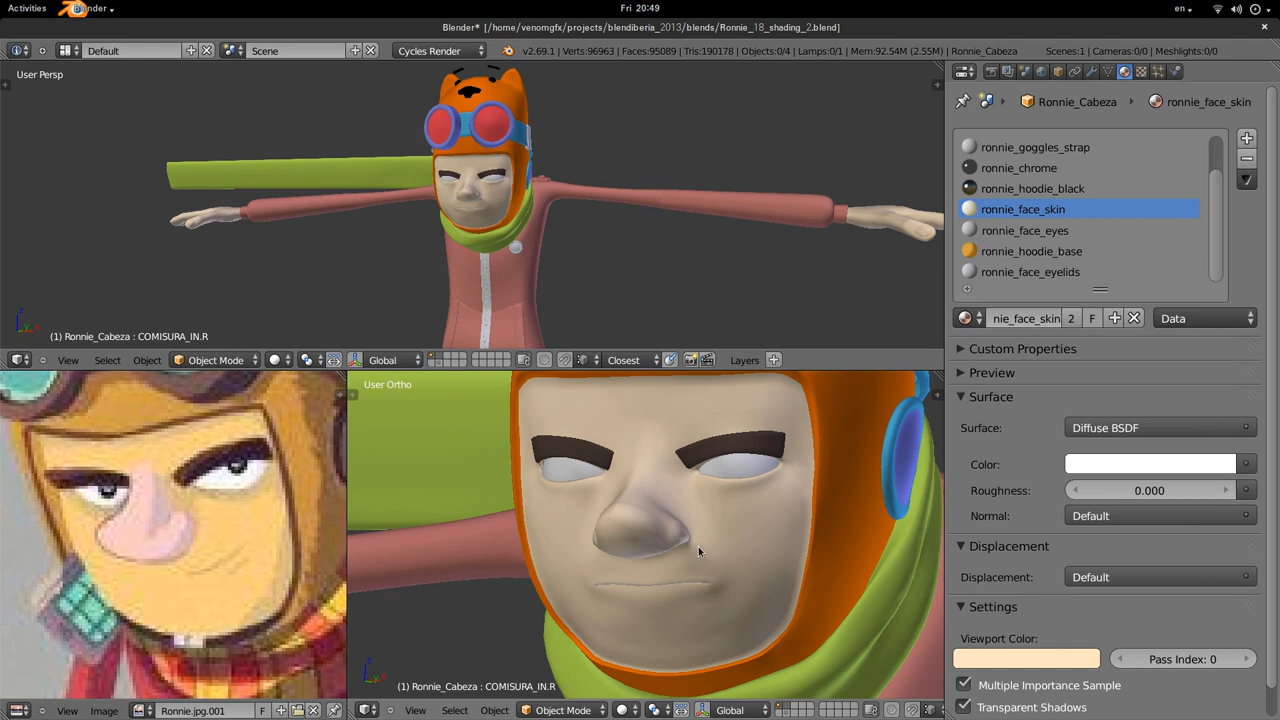 Activities Blender Fri 20:49 en
Blender* [/home/venomgfx/projects/blendiberia_2013/blends/Ronnie_18_shading_2.blend]
Default Scene Cycles Render v2.69.1 | Verts:96963 | Faces:95089 | Tris:190178 | Objects:0/4 | Lamps:0/1 | Mem:92.54M (2.55M) | Ronnie_Cabeza Scenes:1 | Cameras:0/0 | Meshlights:0/0
User Persp
(1) Ronnie_Cabeza : COMISURA_IN.R
View Select Object Object Mode Global Closest Layers
User Ortho
(1) Ronnie_Cabeza : COMISURA_IN.R
View Image Ronnie.jpg.001 F
View Select Object Object Mode Global
Ronnie_Cabeza ronnie_face_skin
ronnie_goggles_strap
ronnie_chrome
ronnie_hoodie_black
ronnie_face_skin
ronnie_face_eyes
ronnie_hoodie_base
ronnie_face_eyelids
nie_face_skin 2 F Data
Custom Properties
Preview
Surface
Surface: Diffuse BSDF
Color:
Roughness: 0.000
Normal: Default
Displacement
Displacement: Default
Settings
Viewport Color:
Pass Index: 0
Multiple Importance Sample
Transparent Shadows